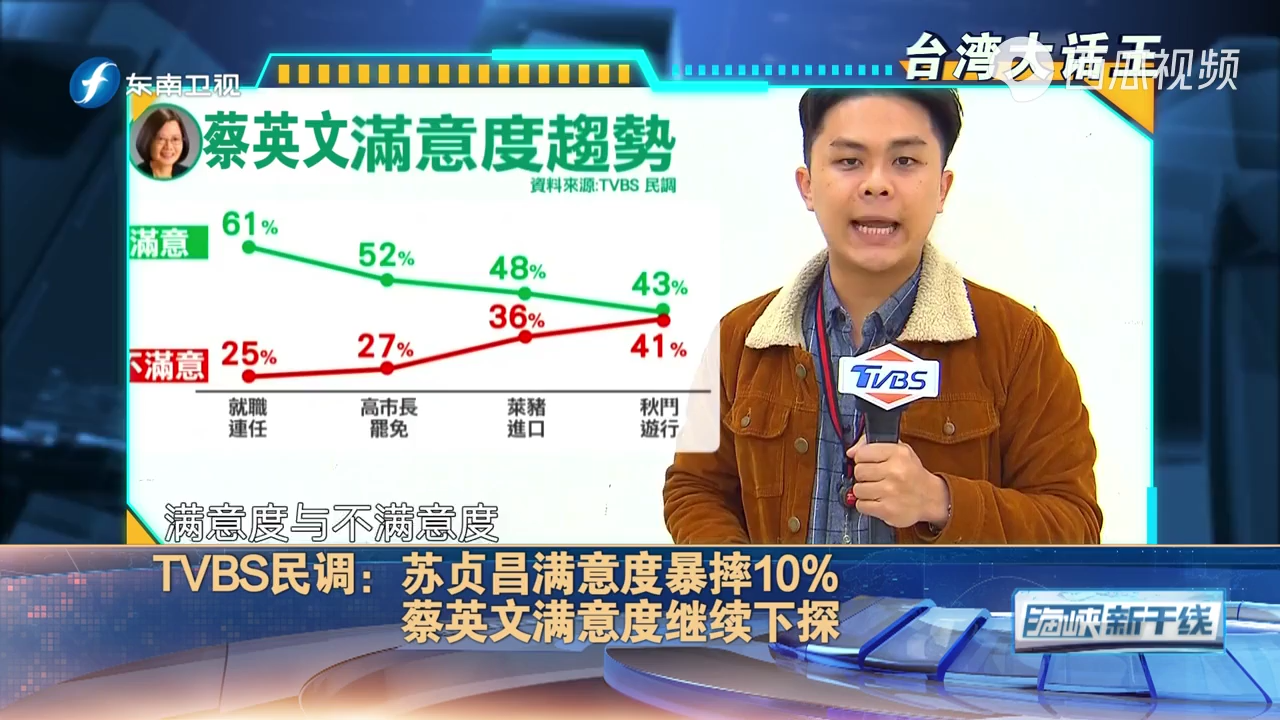 东南卫视
台湾大话王
西瓜视频
蔡英文滿意度趨勢
資料來源:TVBS 民調
滿意
61%
52%
48%
43%
不滿意
25%
27%
36%
41%
就職連任
高市長罷免
萊豬進口
秋鬥遊行
TVBS
满意度与不满意度
TVBS民调：苏贞昌满意度暴摔10%
蔡英文满意度继续下探
海峡新干线